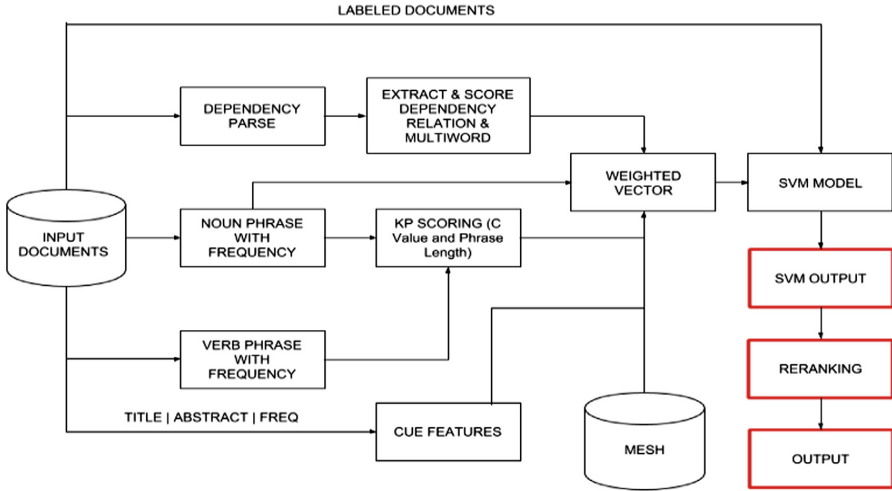 LABELED DOCUMENTS
DEPENDENCY
PARSE
EXTRACT & SCORE
DEPENDENCY
RELATION &
MULTIWORD
WEIGHTED
VECTOR
SVM MODEL
INPUT
DOCUMENTS
NOUN PHRASE
WITH
FREQUENCY
KP SCORING (C
Value and Phrase
Length)
SVM OUTPUT
VERB PHRASE
WITH
FREQUENCY
RERANKING
TITLE | ABSTRACT | FREQ
CUE FEATURES
MESH
OUTPUT